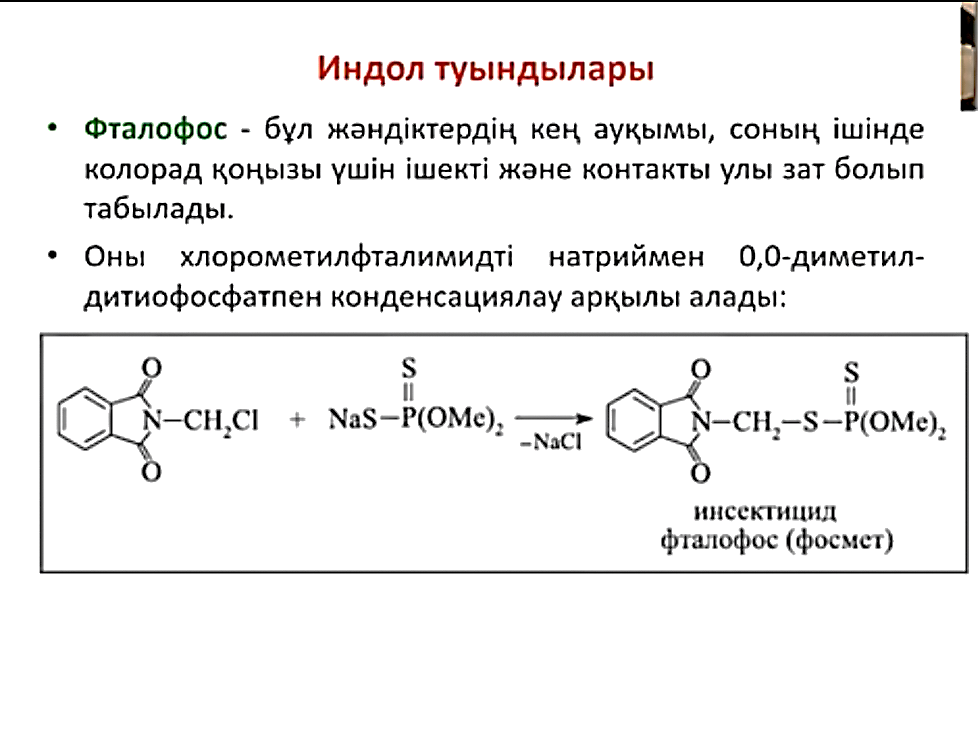 Индол туындылары
• Фталофос - бұл жәндіктердің кең ауқымы, соның ішінде
колорад қоңызы үшін ішекті және контакты улы зат болып
табылады.
• Оны хлорометилфталимидті натриймен 0,0-диметил-
дитиофосфатпен конденсациялау арқылы алады:
O S O S
N–CH₂Cl + NaS–P(OMe)₂ N–CH₂–S–P(OMe)₂
–NaCl
O O
инсектицид
фталофос (фосмет)